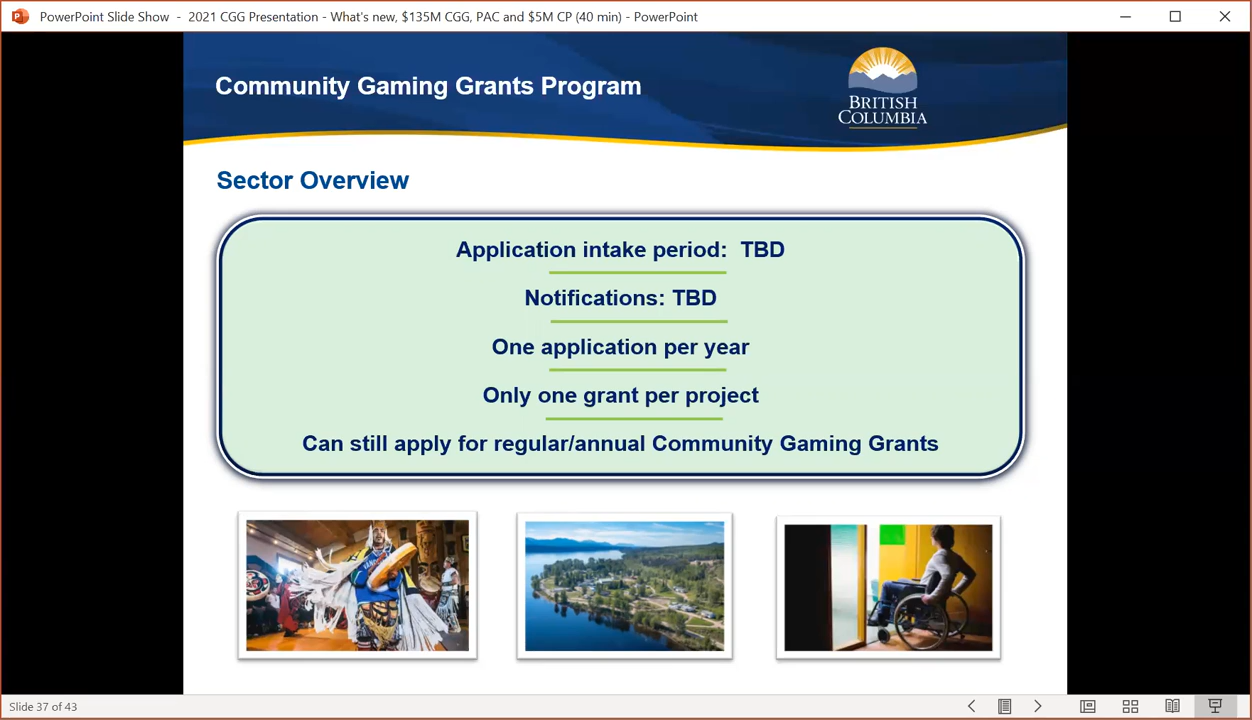 PowerPoint Slide Show - 2021 CGG Presentation - What's new, $135M CGG, PAC and $5M CP (40 min) - PowerPoint
Community Gaming Grants Program
BRITISH
COLUMBIA
Sector Overview
Application intake period: TBD
Notifications: TBD
One application per year
Only one grant per project
Can still apply for regular/annual Community Gaming Grants
Slide 37 of 43